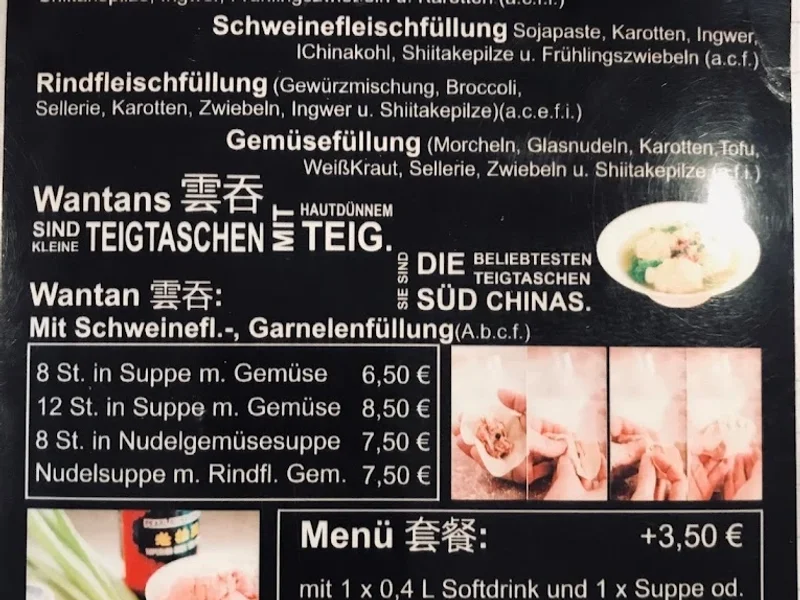 Schweinefleischfüllung Sojapaste, Karotten, Ingwer,
IChinakohl, Shiitakepilze u. Frühlingszwiebeln (a.c.f.)
Rindfleischfüllung (Gewürzmischung, Broccoli,
Sellerie, Karotten, Zwiebeln, Ingwer u. Shiitakepilze)(a.c.e.f.i.)
Gemüsefüllung (Morcheln, Glasnudeln, Karotten,Tofu,
WeißKraut, Sellerie, Zwiebeln u. Shiitakepilze
Wantans 雲吞
SIND KLEINE TEIGTASCHEN MIT HAUTDÜNNEM TEIG.
SIE SIND DIE BELIEBTESTEN TEIGTASCHEN SÜD CHINAS.
Wantan 雲吞:
Mit Schweinefl.-, Garnelenfüllung(A.b.c.f.)
8 St. in Suppe m. Gemüse 6,50 €
12 St. in Suppe m. Gemüse 8,50 €
8 St. in Nudelgemüsesuppe 7,50 €
Nudelsuppe m. Rindfl. Gem. 7,50 €
Menü 套餐: +3,50 €
mit 1 x 0,4 L Softdrink und 1 x Suppe od.